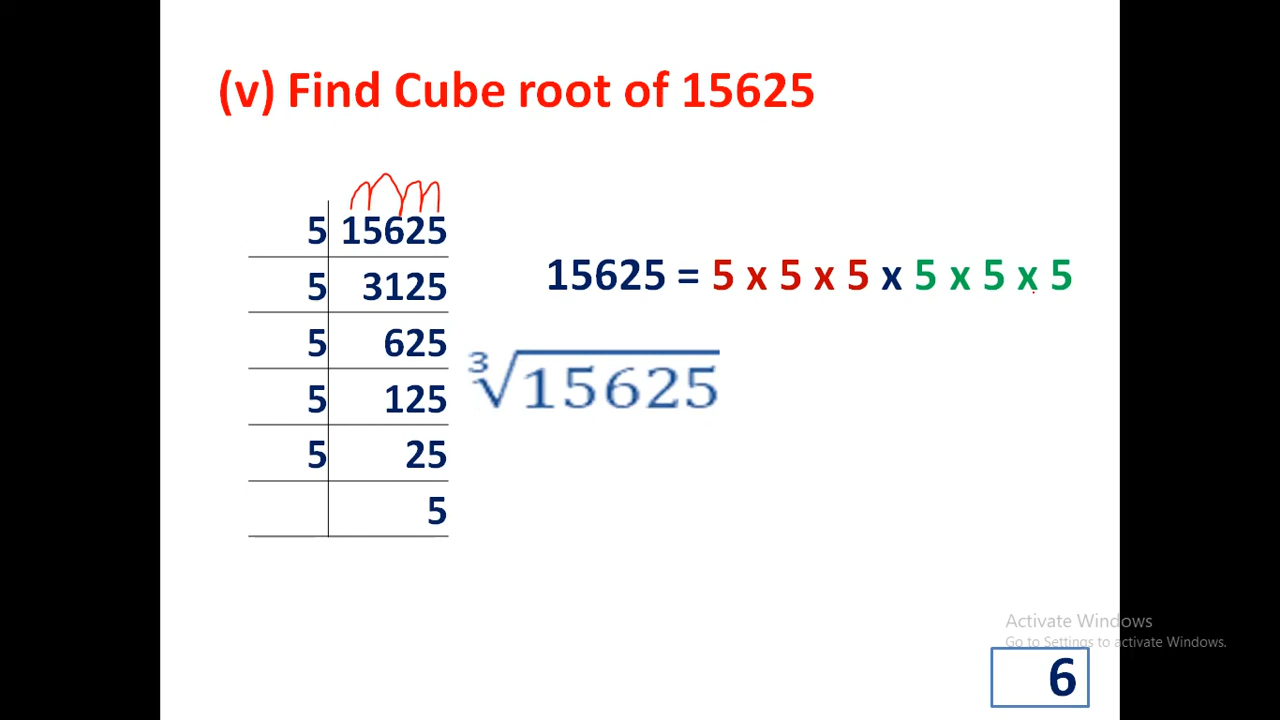 (v) Find Cube root of 15625
5 15625
5 3125
5 625
5 125
5 25
5
15625 = 5 x 5 x 5 x 5 x 5 x 5
∛15625
Activate Windows
Go to Settings to activate Windows.
6